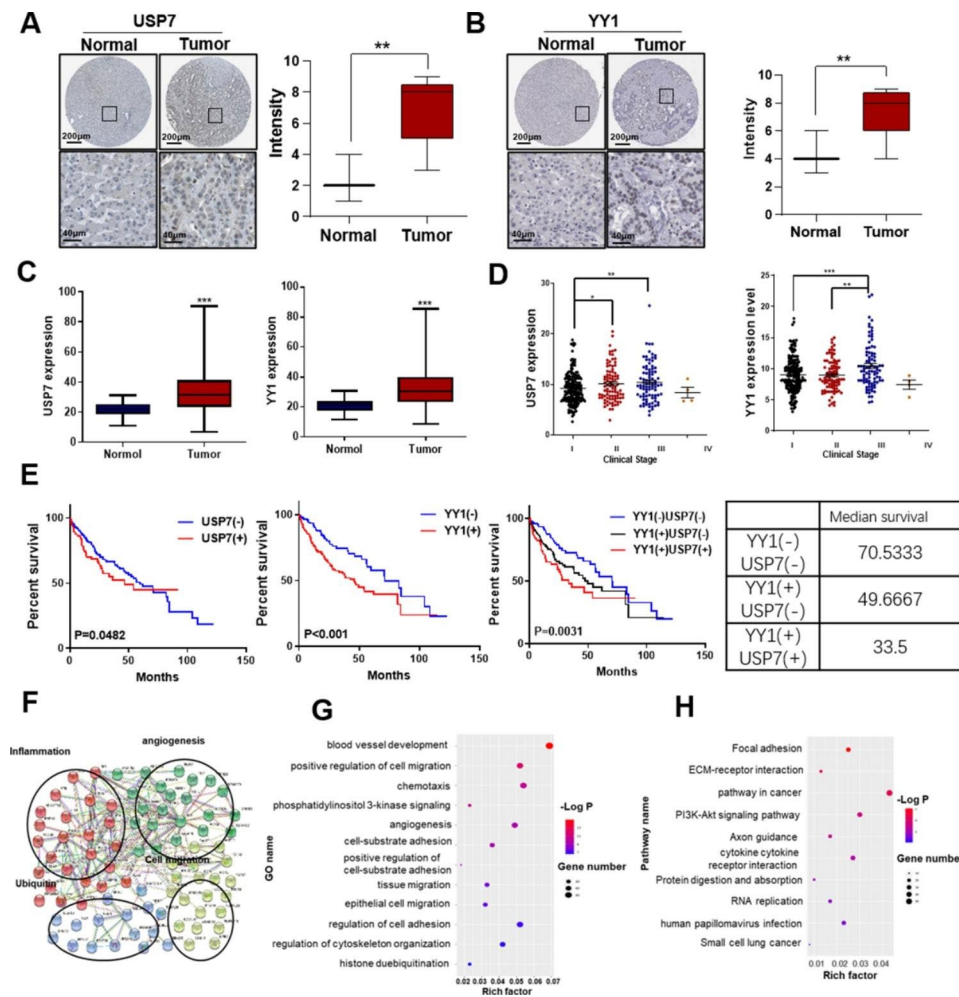 A
USP7
Normal Tumor
200µm
200µm
40µm
40µm
Intensity
10
8
6
4
2
0
**
Normal Tumor
B
YY1
Normal Tumor
200µm
200µm
40µm
40µm
Intensity
10
8
6
4
2
0
**
Normal Tumor
C
USP7 expression
100
80
60
40
20
0
***
Normal Tumor
YY1 expression
100
80
60
40
20
0
***
Normal Tumor
D
USP7 expression
30
20
10
0
**
*
I II III IV
Clinical Stage
YY1 expression level
25
20
15
10
5
0
***
**
I II III IV
Clinical Stage
E
Percent survival
100
50
0
USP7(-)
USP7(+)
P=0.0482
0 50 100 150
Months
Percent survival
100
50
0
YY1(-)
YY1(+)
P<0.001
0 50 100 150
Months
Percent survival
100
50
0
YY1(-)USP7(-)
YY1(+)USP7(-)
YY1(+)USP7(+)
P=0.0031
0 50 100 150
Months
Median survival
YY1(-)
USP7(-)
70.5333
YY1(+)
USP7(-)
49.6667
YY1(+)
USP7(+)
33.5
F
Inflammation
angiogenesis
Cell migration
Ubiquitin
G
GO name
blood vessel development
positive regulation of cell migration
chemotaxis
phosphatidylinositol 3-kinase signaling
angiogenesis
cell-substrate adhesion
positive regulation of
cell-substrate adhesion
tissue migration
epithelial cell migration
regulation of cell adhesion
regulation of cytoskeleton organization
histone duebiquitination
0.02 0.03 0.04 0.05 0.06 0.07
Rich factor
-Log P
Gene number
H
Pathway name
Focal adhesion
ECM-receptor interaction
pathway in cancer
PI3K-Akt signaling pathway
Axon guidance
cytokine cytokine
receptor interaction
Protein digestion and absorption
RNA replication
human papillomavirus infection
Small cell lung cancer
0.01 0.02 0.03 0.04
Rich factor
-Log P
Gene number